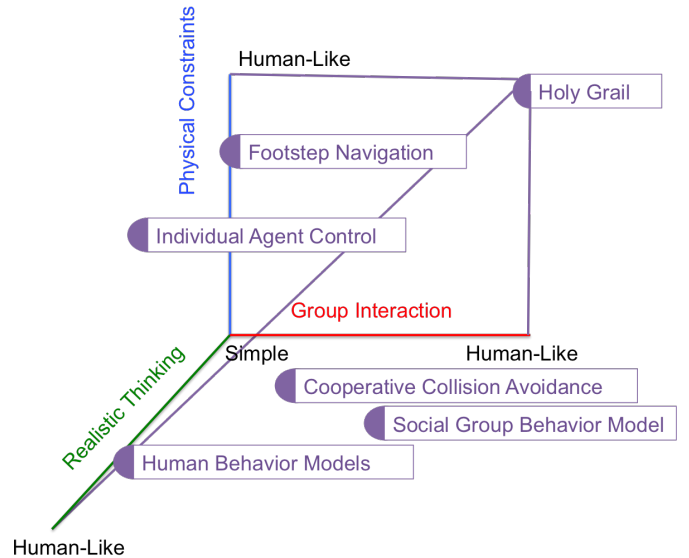 Physical Constraints
Human-Like
Holy Grail
Footstep Navigation
Individual Agent Control
Group Interaction
Simple
Human-Like
Realistic Thinking
Cooperative Collision Avoidance
Social Group Behavior Model
Human Behavior Models
Human-Like